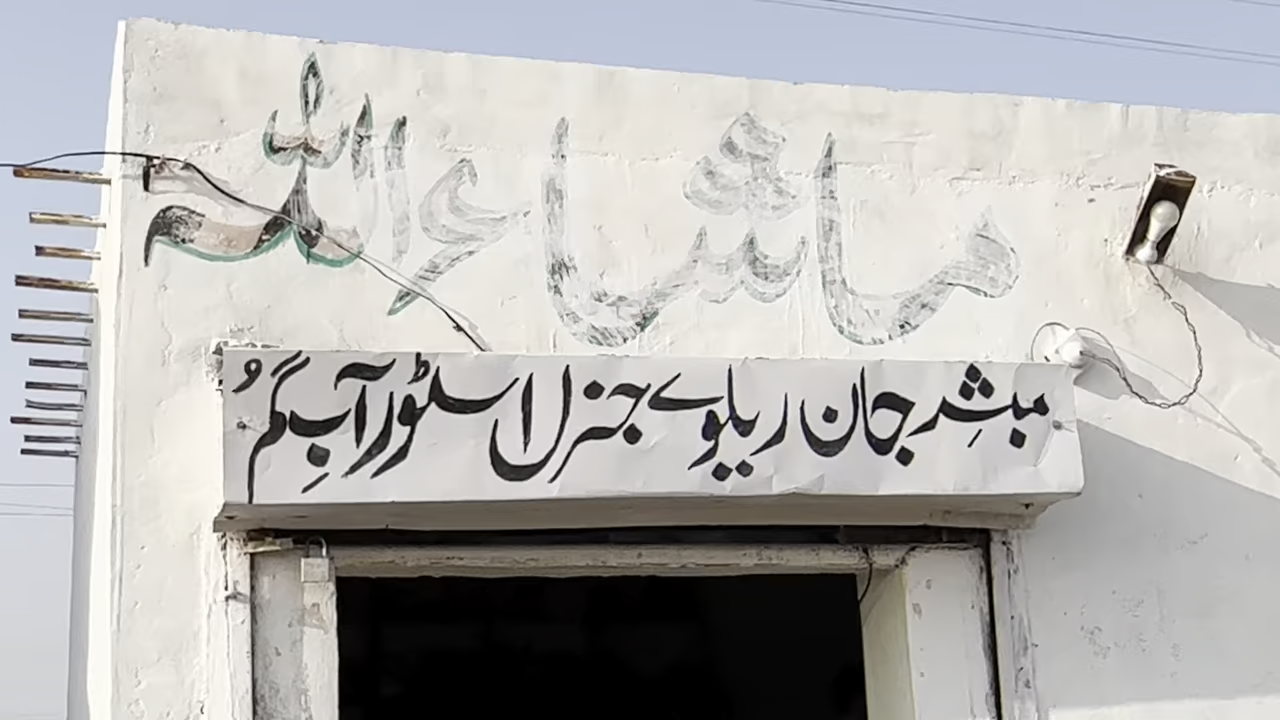 ماشاءاللہ
مبشر جان ریلوے جنرل اسٹور آبِ گم